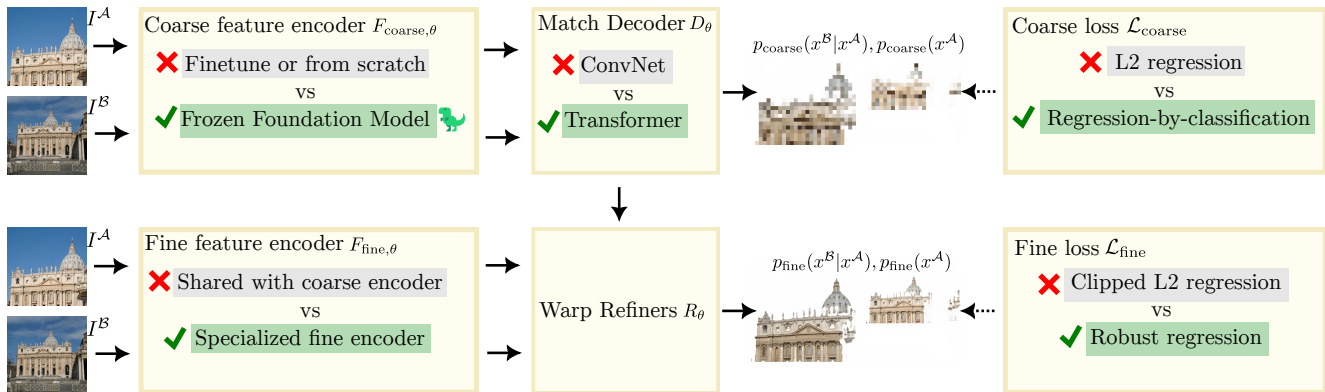 I^A
Coarse feature encoder F_coarse,θ
Finetune or from scratch
vs
Frozen Foundation Model
I^B
Match Decoder D_θ
ConvNet
vs
Transformer
p_coarse(x^B|x^A), p_coarse(x^A)
Coarse loss L_coarse
L2 regression
vs
Regression-by-classification
I^A
Fine feature encoder F_fine,θ
Shared with coarse encoder
vs
Specialized fine encoder
I^B
Warp Refiners R_θ
p_fine(x^B|x^A), p_fine(x^A)
Fine loss L_fine
Clipped L2 regression
vs
Robust regression